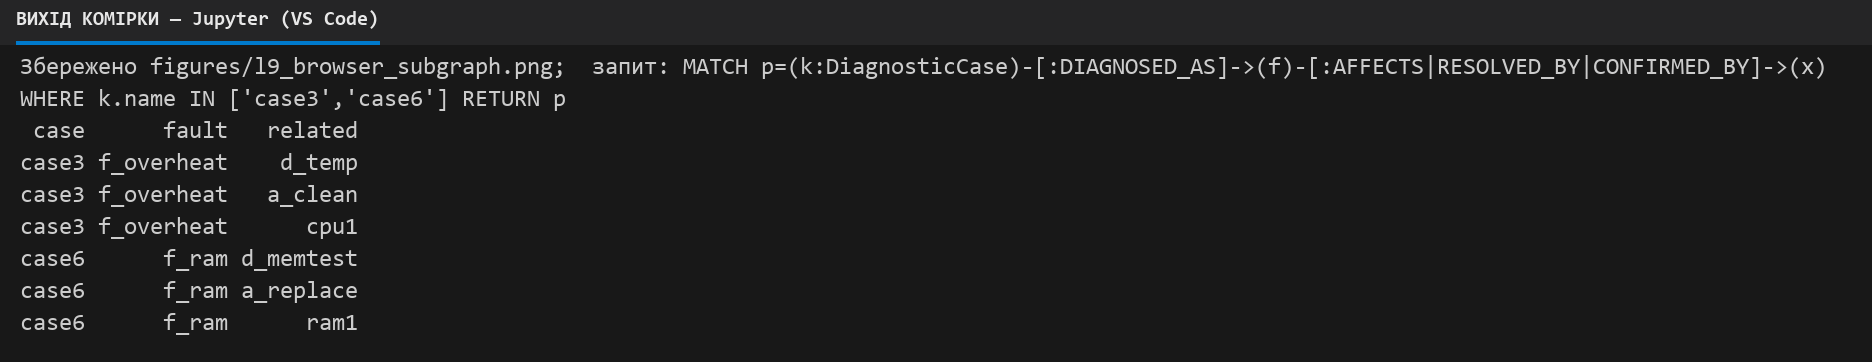 ВИХІД КОМІРКИ — Jupyter (VS Code)
Збережено figures/l9_browser_subgraph.png;  запит: MATCH p=(k:DiagnosticCase)-[:DIAGNOSED_AS]->(f)-[:AFFECTS|RESOLVED_BY|CONFIRMED_BY]->(x)
WHERE k.name IN ['case3','case6'] RETURN p
 case      fault   related
case3 f_overheat    d_temp
case3 f_overheat   a_clean
case3 f_overheat      cpu1
case6      f_ram d_memtest
case6      f_ram a_replace
case6      f_ram      ram1